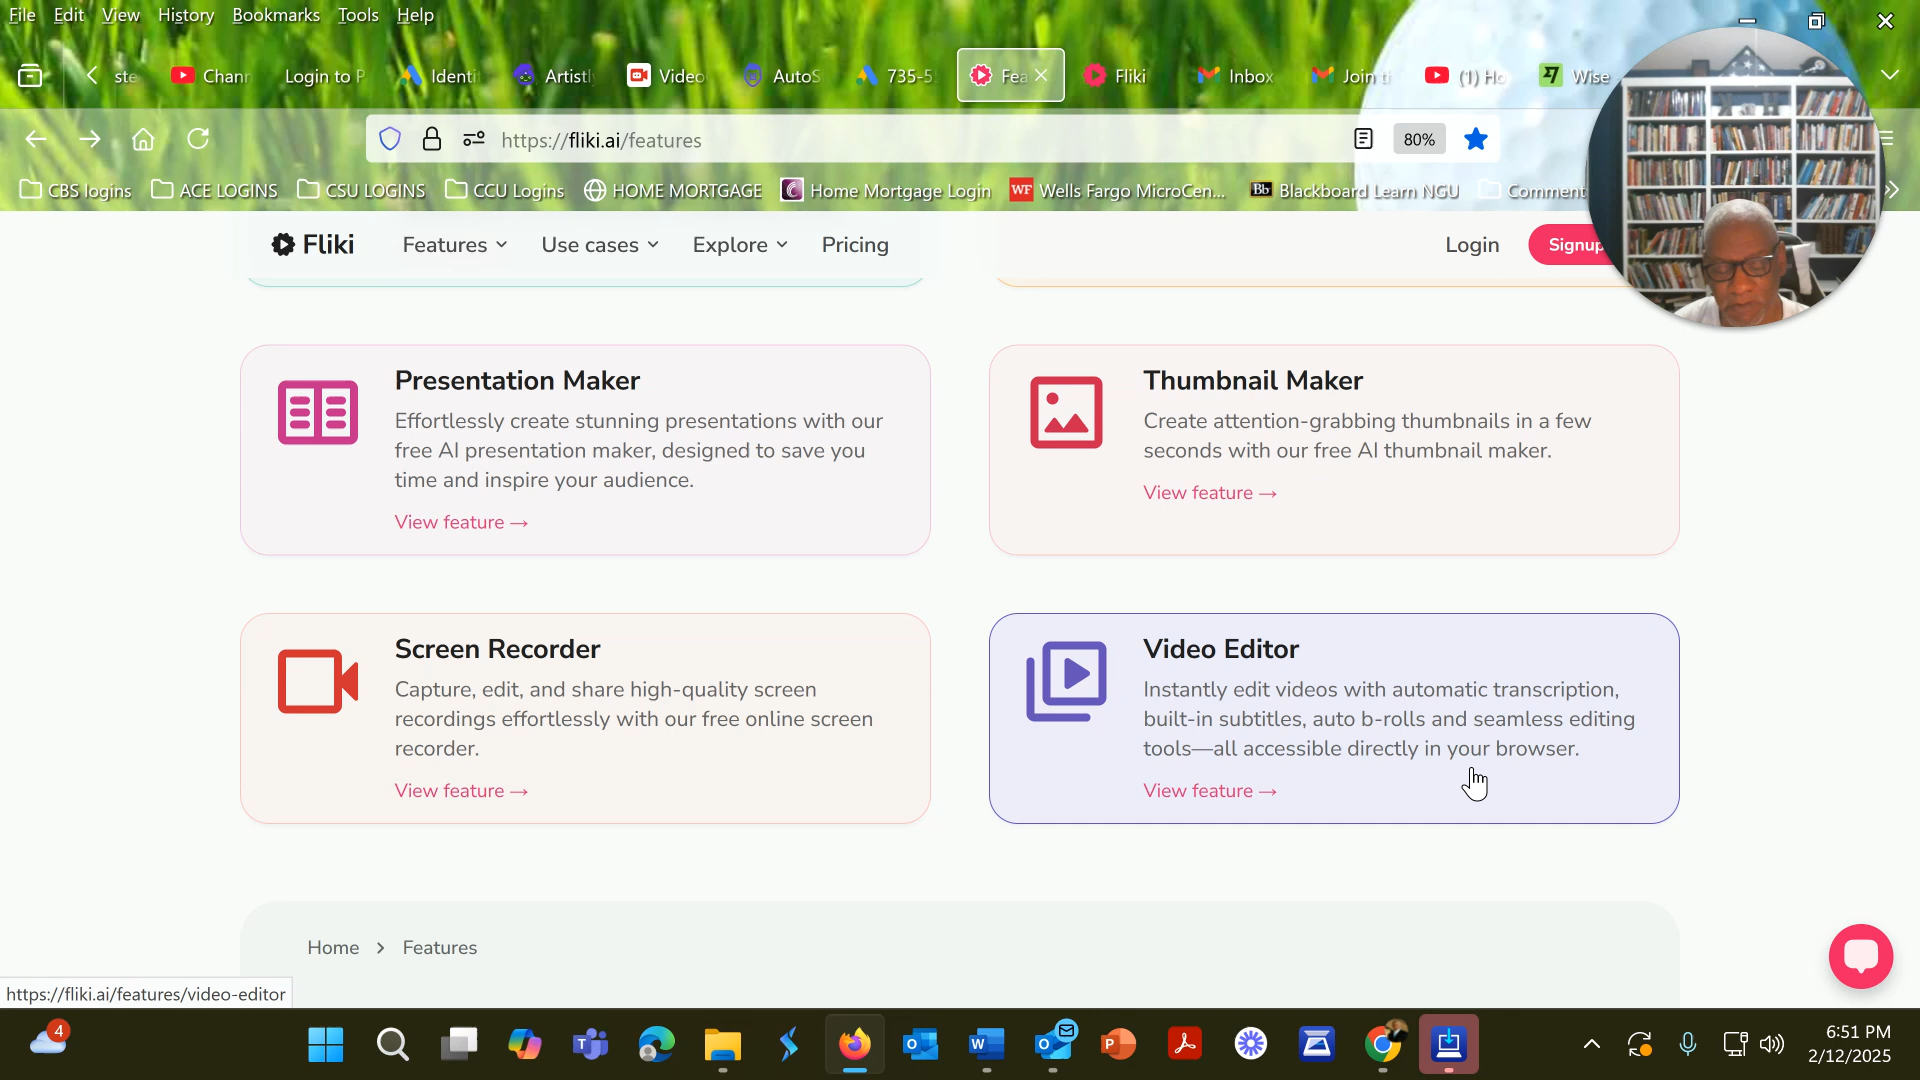 File Edit View History Bookmarks Tools Help
ste Chann Login to P Identi Artistly Video AutoS 735-5 Fea Fliki Inbox Join t (1) Ho Wise
https://fliki.ai/features 80%
CBS logins ACE LOGINS CSU LOGINS CCU Logins HOME MORTGAGE Home Mortgage Login WF Wells Fargo MicroCen... Bb Blackboard Learn NGU Comment
Fliki Features Use cases Explore Pricing Login Signup
Presentation Maker
Effortlessly create stunning presentations with our
free AI presentation maker, designed to save you
time and inspire your audience.
View feature →
Thumbnail Maker
Create attention-grabbing thumbnails in a few
seconds with our free AI thumbnail maker.
View feature →
Screen Recorder
Capture, edit, and share high-quality screen
recordings effortlessly with our free online screen
recorder.
View feature →
Video Editor
Instantly edit videos with automatic transcription,
built-in subtitles, auto b-rolls and seamless editing
tools—all accessible directly in your browser.
View feature →
Home > Features
https://fliki.ai/features/video-editor
4
6:51 PM
2/12/2025